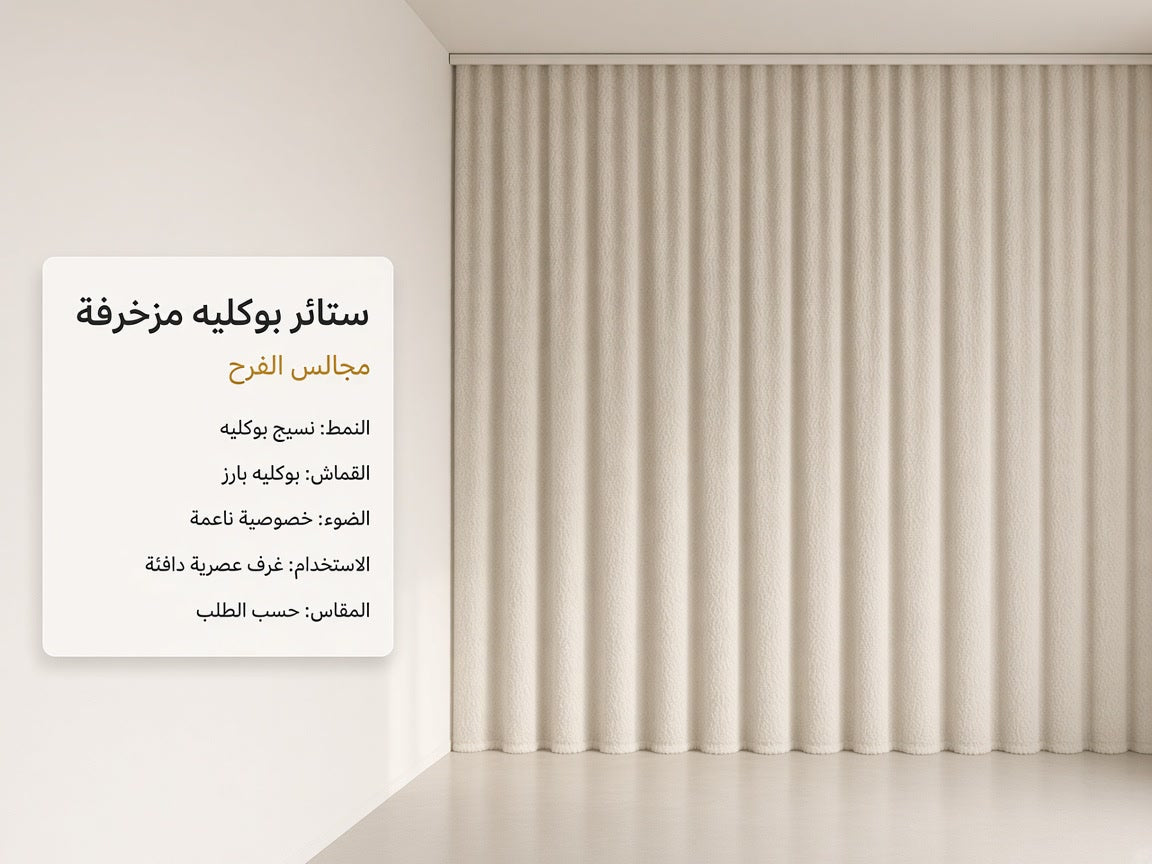 ستائر بوكليه مزخرفة
مجالس الفرح
النمط: نسيج بوكليه
القماش: بوكليه بارز
الضوء: خصوصية ناعمة
الاستخدام: غرف عصرية دافئة
المقاس: حسب الطلب